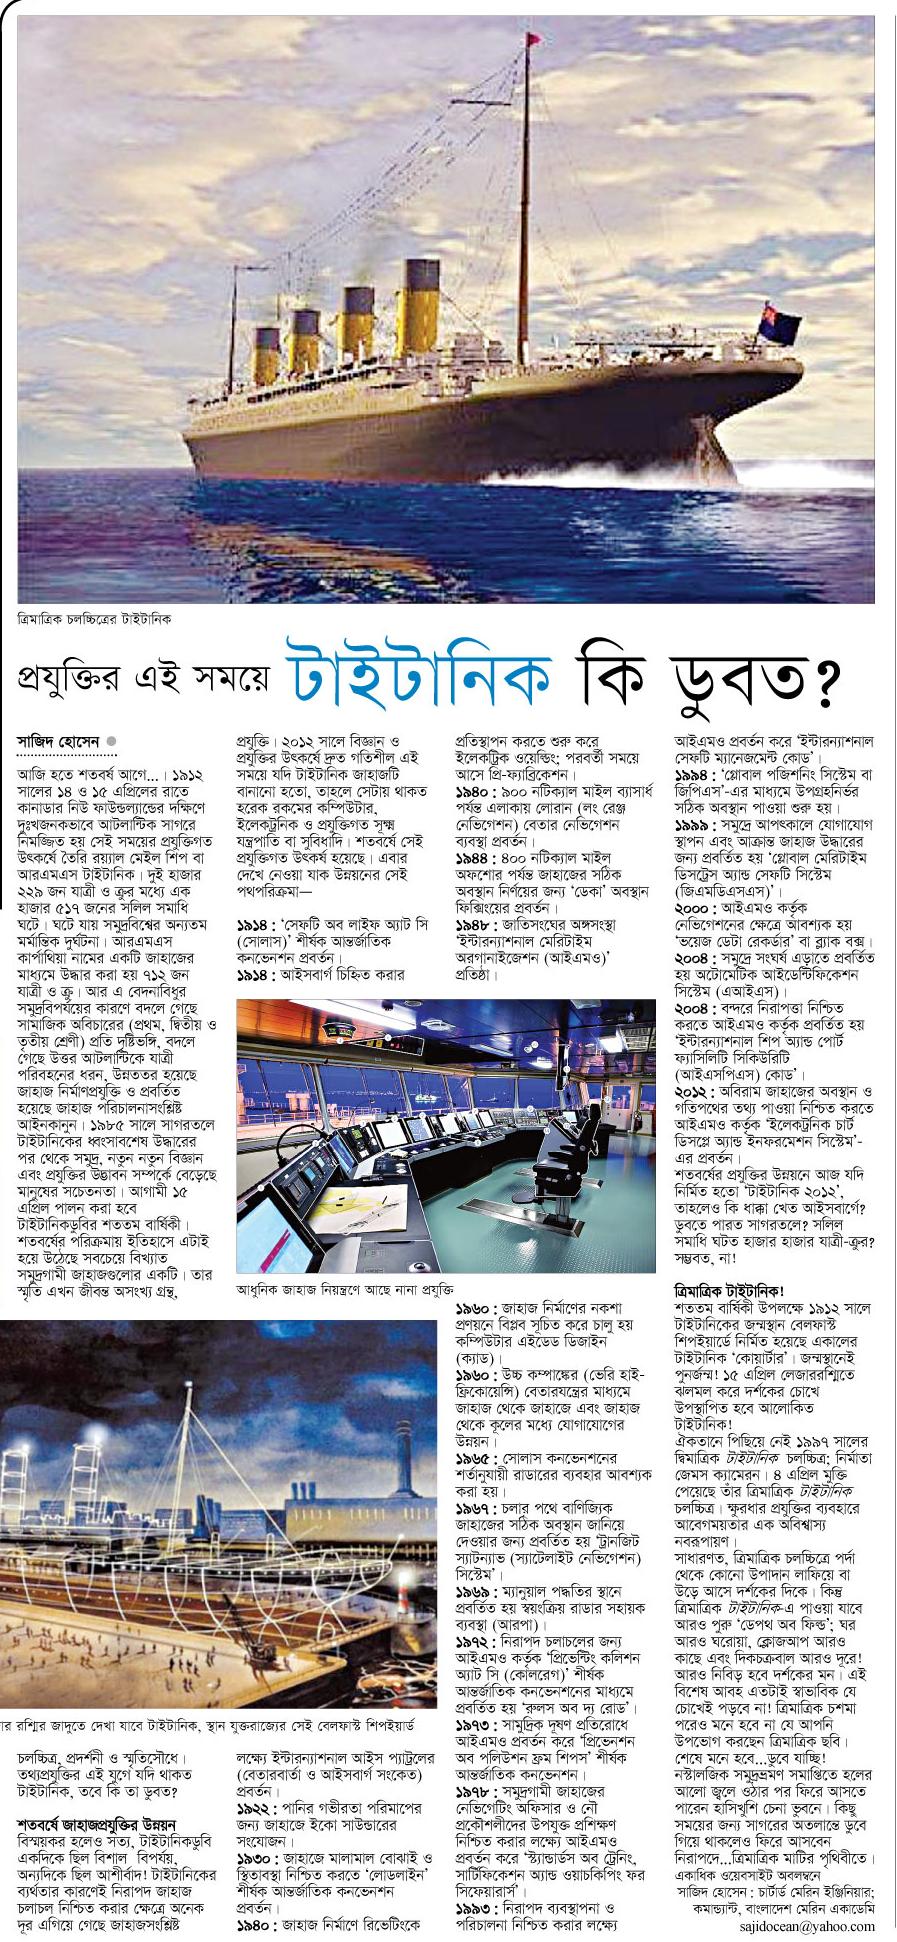 ত্রিমাত্রিক চলচ্চিত্রের টাইটানিক
প্রযুক্তির এই সময়ে টাইটানিক কি ডুবত?
সাজিদ হোসেন
আজি হতে শতবর্ষ আগে...। ১৯১২
সালের ১৪ ও ১৫ এপ্রিলের রাতে
কানাডার নিউ ফাউন্ডল্যান্ডের দক্ষিণে
দুঃখজনকভাবে আটলান্টিক সাগরে
নিমজ্জিত হয় সেই সময়ের প্রযুক্তিগত
উৎকর্ষে তৈরি রয়্যাল মেইল শিপ বা
আরএমএস টাইটানিক। দুই হাজার
২২৯ জন যাত্রী ও ক্রুর মধ্যে এক
হাজার ৫১৭ জনের সলিল সমাধি
ঘটে। ঘটে যায় সমুদ্রবিশ্বের অন্যতম
মর্মান্তিক দুর্ঘটনা। আরএমএস
কার্পাথিয়া নামের একটি জাহাজের
মাধ্যমে উদ্ধার করা হয় ৭১২ জন
যাত্রী ও ক্রু। আর এ বেদনাবিধুর
সমুদ্রবিপর্যয়ের কারণে বদলে গেছে
সামাজিক অবিচারের (প্রথম, দ্বিতীয় ও
তৃতীয় শ্রেণী) প্রতি দৃষ্টিভঙ্গি, বদলে
গেছে উত্তর আটলান্টিকে যাত্রী
পরিবহনের ধরন, উন্নততর হয়েছে
জাহাজ নির্মাণপ্রযুক্তি ও প্রবর্তিত
হয়েছে জাহাজ পরিচালনাসংশ্লিষ্ট
আইনকানুন। ১৯৮৫ সালে সাগরতলে
টাইটানিকের ধ্বংসাবশেষ উদ্ধারের
পর থেকে সমুদ্র, নতুন নতুন বিজ্ঞান
এবং প্রযুক্তির উদ্ভাবন সম্পর্কে বেড়েছে
মানুষের সচেতনতা। আগামী ১৫
এপ্রিল পালন করা হবে
টাইটানিকডুবির শততম বার্ষিকী।
শতবর্ষের পরিক্রমায় ইতিহাসে এটাই
হয়ে উঠেছে সবচেয়ে বিখ্যাত
সমুদ্রগামী জাহাজগুলোর একটি। তার
স্মৃতি এখন জীবন্ত অসংখ্য গ্রন্থ,
র রশ্মির জাদুতে দেখা যাবে টাইটানিক, স্থান যুক্তরাজ্যের সেই বেলফাস্ট শিপইয়ার্ড
চলচ্চিত্র, প্রদর্শনী ও স্মৃতিসৌধে।
তথ্যপ্রযুক্তির এই যুগে যদি থাকত
টাইটানিক, তবে কি তা ডুবত?
শতবর্ষে জাহাজপ্রযুক্তির উন্নয়ন
বিস্ময়কর হলেও সত্য, টাইটানিকডুবি
একদিকে ছিল বিশাল বিপর্যয়,
অন্যদিকে ছিল আশীর্বাদ! টাইটানিকের
ব্যর্থতার কারণেই নিরাপদ জাহাজ
চলাচল নিশ্চিত করার ক্ষেত্রে অনেক
দূর এগিয়ে গেছে জাহাজসংশ্লিষ্ট
প্রযুক্তি। ২০১২ সালে বিজ্ঞান ও
প্রযুক্তির উৎকর্ষে দ্রুত গতিশীল এই
সময়ে যদি টাইটানিক জাহাজটি
বানানো হতো, তাহলে সেটায় থাকত
হরেক রকমের কম্পিউটার,
ইলেকট্রনিক ও প্রযুক্তিগত সূক্ষ্ম
যন্ত্রপাতি বা সুবিধাদি। শতবর্ষে সেই
প্রযুক্তিগত উৎকর্ষ হয়েছে। এবার
দেখে নেওয়া যাক উন্নয়নের সেই
পথপরিক্রমা—
১৯১৪ : ‘সেফটি অব লাইফ অ্যাট সি
(সোলাস)’ শীর্ষক আন্তর্জাতিক
কনভেনশন প্রবর্তন।
১৯১৪ : আইসবার্গ চিহ্নিত করার
আধুনিক জাহাজ নিয়ন্ত্রণে আছে নানা প্রযুক্তি
লক্ষ্যে ইন্টারন্যাশনাল আইস প্যাট্রলের
(বেতারবার্তা ও আইসবার্গ সংকেত)
প্রবর্তন।
১৯২২ : পানির গভীরতা পরিমাপের
জন্য জাহাজে ইকো সাউন্ডারের
সংযোজন।
১৯৩০ : জাহাজে মালামাল বোঝাই ও
স্থিতাবস্থা নিশ্চিত করতে ‘লোডলাইন’
শীর্ষক আন্তর্জাতিক কনভেনশন
প্রবর্তন।
১৯৪০ : জাহাজ নির্মাণে রিভেটিংকে
প্রতিস্থাপন করতে শুরু করে
ইলেকট্রিক ওয়েল্ডিং; পরবর্তী সময়ে
আসে প্রি-ফ্যাব্রিকেশন।
১৯৪০ : ৯০০ নটিক্যাল মাইল ব্যাসার্ধ
পর্যন্ত এলাকায় লোরান (লং রেঞ্জ
নেভিগেশন) বেতার নেভিগেশন
ব্যবস্থা প্রবর্তন।
১৯৪৪ : ৪০০ নটিক্যাল মাইল
অফশোর পর্যন্ত জাহাজের সঠিক
অবস্থান নির্ণয়ের জন্য ‘ডেকা’ অবস্থান
ফিক্সিংয়ের প্রবর্তন।
১৯৪৮ : জাতিসংঘের অঙ্গসংস্থা
‘ইন্টারন্যাশনাল মেরিটাইম
অরগানাইজেশন (আইএমও)’
প্রতিষ্ঠা।
১৯৬০ : জাহাজ নির্মাণের নকশা
প্রণয়নে বিপ্লব সূচিত করে চালু হয়
কম্পিউটার এইডেড ডিজাইন
(ক্যাড)।
১৯৬০ : উচ্চ কম্পাঙ্কের (ভেরি হাই-
ফ্রিকোয়েন্সি) বেতারযন্ত্রের মাধ্যমে
জাহাজ থেকে জাহাজে এবং জাহাজ
থেকে কূলের মধ্যে যোগাযোগের
উন্নয়ন।
১৯৬৫ : সোলাস কনভেনশনের
শর্তানুযায়ী রাডারের ব্যবহার আবশ্যক
করা হয়।
১৯৬৭ : চলার পথে বাণিজ্যিক
জাহাজের সঠিক অবস্থান জানিয়ে
দেওয়ার জন্য প্রবর্তিত হয় ‘ট্রানজিট
স্যাটন্যাভ (স্যাটেলাইট নেভিগেশন)
সিস্টেম’।
১৯৬৯ : ম্যানুয়াল পদ্ধতির স্থানে
প্রবর্তিত হয় স্বয়ংক্রিয় রাডার সহায়ক
ব্যবস্থা (আরপা)।
১৯৭২ : নিরাপদ চলাচলের জন্য
আইএমও কর্তৃক ‘প্রিভেন্টিং কলিশন
অ্যাট সি (কোলরেগ)’ শীর্ষক
আন্তর্জাতিক কনভেনশনের মাধ্যমে
প্রবর্তিত হয় ‘রুলস অব দ্য রোড’।
১৯৭৩ : সামুদ্রিক দূষণ প্রতিরোধে
আইএমও প্রবর্তন করে ‘প্রিভেনশন
অব পলিউশন ফ্রম শিপস’ শীর্ষক
আন্তর্জাতিক কনভেনশন।
১৯৭৮ : সমুদ্রগামী জাহাজের
নেভিগেটিং অফিসার ও নৌ
প্রকৌশলীদের উপযুক্ত প্রশিক্ষণ
নিশ্চিত করার লক্ষ্যে আইএমও
প্রবর্তন করে ‘স্ট্যান্ডার্ডস অব ট্রেনিং,
সার্টিফিকেশন অ্যান্ড ওয়াচকিপিং ফর
সিফেয়ারার্স’।
১৯৯৩ : নিরাপদ ব্যবস্থাপনা ও
পরিচালনা নিশ্চিত করার লক্ষ্যে
আইএমও প্রবর্তন করে ‘ইন্টারন্যাশনাল
সেফটি ম্যানেজমেন্ট কোড’।
১৯৯৪ : ‘গ্লোবাল পজিশনিং সিস্টেম বা
জিপিএস’-এর মাধ্যমে উপগ্রহনির্ভর
সঠিক অবস্থান পাওয়া শুরু হয়।
১৯৯৯ : সমুদ্রে আপৎকালে যোগাযোগ
স্থাপন এবং আক্রান্ত জাহাজ উদ্ধারের
জন্য প্রবর্তিত হয় ‘গ্লোবাল মেরিটাইম
ডিসট্রেস অ্যান্ড সেফটি সিস্টেম
(জিএমডিএসএস)’।
২০০০ : আইএমও কর্তৃক
নেভিগেশনের ক্ষেত্রে আবশ্যক হয়
‘ভয়েজ ডেটা রেকর্ডার’ বা ব্ল্যাক বক্স।
২০০৪ : সমুদ্রে সংঘর্ষ এড়াতে প্রবর্তিত
হয় অটোমেটিক আইডেন্টিফিকেশন
সিস্টেম (এআইএস)।
২০০৪ : বন্দরে নিরাপত্তা নিশ্চিত
করতে আইএমও কর্তৃক প্রবর্তিত হয়
‘ইন্টারন্যাশনাল শিপ অ্যান্ড পোর্ট
ফ্যাসিলিটি সিকিউরিটি
(আইএসপিএস) কোড’।
২০১২ : অবিরাম জাহাজের অবস্থান ও
গতিপথের তথ্য পাওয়া নিশ্চিত করতে
আইএমও কর্তৃক ‘ইলেকট্রনিক চার্ট
ডিসপ্লে অ্যান্ড ইনফরমেশন সিস্টেম’-
এর প্রবর্তন।
শতবর্ষের প্রযুক্তির উন্নয়নে আজ যদি
নির্মিত হতো ‘টাইটানিক ২০১২’,
তাহলেও কি ধাক্কা খেত আইসবার্গে?
ডুবতে পারত সাগরতলে? সলিল
সমাধি ঘটত হাজার হাজার যাত্রী-ক্রুর?
সম্ভবত, না!
ত্রিমাত্রিক টাইটানিক!
শততম বার্ষিকী উপলক্ষে ১৯১২ সালে
টাইটানিকের জন্মস্থান বেলফাস্ট
শিপইয়ার্ডে নির্মিত হয়েছে একালের
টাইটানিক ‘কোয়ার্টার’। জন্মস্থানেই
পুনর্জন্ম! ১৫ এপ্রিল লেজাররশ্মিতে
ঝলমল করে দর্শকের চোখে
উপস্থাপিত হবে আলোকিত
টাইটানিক!
ঐকতানে পিছিয়ে নেই ১৯৯৭ সালের
দ্বিমাত্রিক টাইটানিক চলচ্চিত্র; নির্মাতা
জেমস ক্যামেরন। ৪ এপ্রিল মুক্তি
পেয়েছে তাঁর ত্রিমাত্রিক টাইটানিক
চলচ্চিত্র। ক্ষুরধার প্রযুক্তির ব্যবহারে
আবেগময়তার এক অবিশ্বাস্য
নবরূপায়ণ।
সাধারণত, ত্রিমাত্রিক চলচ্চিত্রে পর্দা
থেকে কোনো উপাদান লাফিয়ে বা
উড়ে আসে দর্শকের দিকে। কিন্তু
ত্রিমাত্রিক টাইটানিক-এ পাওয়া যাবে
আরও পুরু ‘ডেপথ অব ফিল্ড’; ঘর
আরও ঘরোয়া, ক্লোজআপ আরও
কাছে এবং দিকচক্রবাল আরও দূরে!
আরও নিবিড় হবে দর্শকের মন। এই
বিশেষ আবহ এতটাই স্বাভাবিক যে
চোখেই পড়বে না! ত্রিমাত্রিক চশমা
পরেও মনে হবে না যে আপনি
উপভোগ করছেন ত্রিমাত্রিক ছবি।
শেষে মনে হবে...ডুবে যাচ্ছি!
নস্টালজিক সমুদ্রভ্রমণ সমাপ্তিতে হলের
আলো জ্বলে ওঠার পর ফিরে আসতে
পারেন হাসিখুশি চেনা ভুবনে। কিছু
সময়ের জন্য সাগরের অতলান্তে ডুবে
গিয়ে থাকলেও ফিরে আসবেন
নিরাপদে...ত্রিমাত্রিক মাটির পৃথিবীতে।
একাধিক ওয়েবসাইট অবলম্বনে
সাজিদ হোসেন : চার্টার্ড মেরিন ইঞ্জিনিয়ার;
কমান্ড্যান্ট, বাংলাদেশ মেরিন একাডেমি
sajidocean@yahoo.com